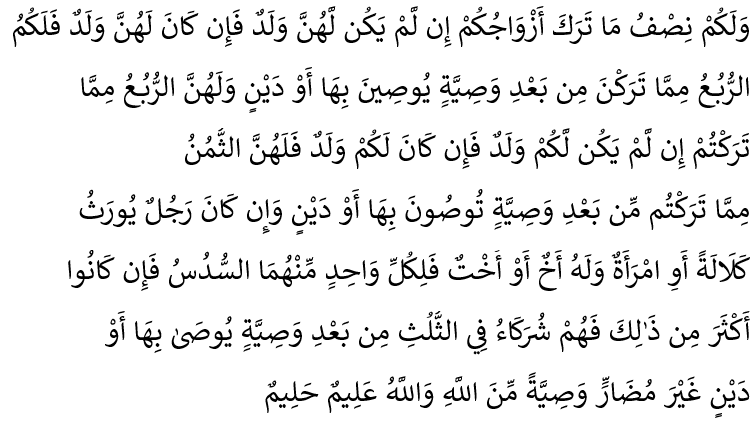 وَلَكُمْ نِصْفُ مَا تَرَكَ أَزْوَاجُكُمْ إِن لَّمْ يَكُن لَّهُنَّ وَلَدٌ فَإِن كَانَ لَهُنَّ وَلَدٌ فَلَكُمُ
الرُّبُعُ مِمَّا تَرَكْنَ مِن بَعْدِ وَصِيَّةٍ يُوصِينَ بِهَا أَوْ دَيْنٍ وَلَهُنَّ الرُّبُعُ مِمَّا
تَرَكْتُمْ إِن لَّمْ يَكُن لَّكُمْ وَلَدٌ فَإِن كَانَ لَكُمْ وَلَدٌ فَلَهُنَّ الثُّمُنُ
مِمَّا تَرَكْتُم مِّن بَعْدِ وَصِيَّةٍ تُوصُونَ بِهَا أَوْ دَيْنٍ وَإِن كَانَ رَجُلٌ يُورَثُ
كَلَالَةً أَوِ امْرَأَةٌ وَلَهُ أَخٌ أَوْ أُخْتٌ فَلِكُلِّ وَاحِدٍ مِّنْهُمَا السُّدُسُ فَإِن كَانُوا
أَكْثَرَ مِن ذَٰلِكَ فَهُمْ شُرَكَاءُ فِي الثُّلُثِ مِن بَعْدِ وَصِيَّةٍ يُوصَىٰ بِهَا أَوْ
دَيْنٍ غَيْرَ مُضَارٍّ وَصِيَّةً مِّنَ اللَّهِ وَاللَّهُ عَلِيمٌ حَلِيمٌ